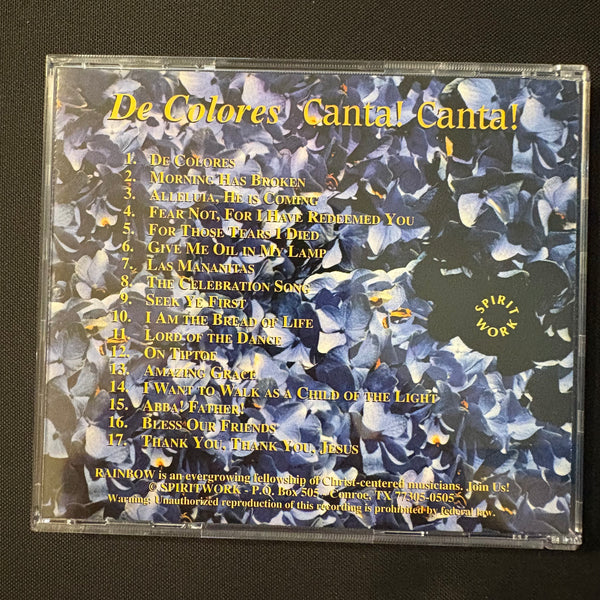 De Colores Canta! Canta!
1. De Colores
2. Morning Has Broken
3. Alleluia, He is Coming
4. Fear Not, For I Have Redeemed You
5. For Those Tears I Died
6. Give Me Oil in My Lamp
7. Las Mananitas
8. The Celebration Song
9. Seek Ye First
10. I Am the Bread of Life
11. Lord of the Dance
12. On Tiptoe
13. Amazing Grace
14 I Want to Walk as a Child of the Light
15. Abba! Father!
16. Bless Our Friends
17. Thank You, Thank You, Jesus
SPIRIT
WORK
RAINBOW is an evergrowing fellowship of Christ-centered musicians. Join Us!
© SPIRITWORK - P.O. Box 505 - Conroe, TX 77305-0505
Warning: Unauthorized reproduction of this recording is prohibited by federal law.